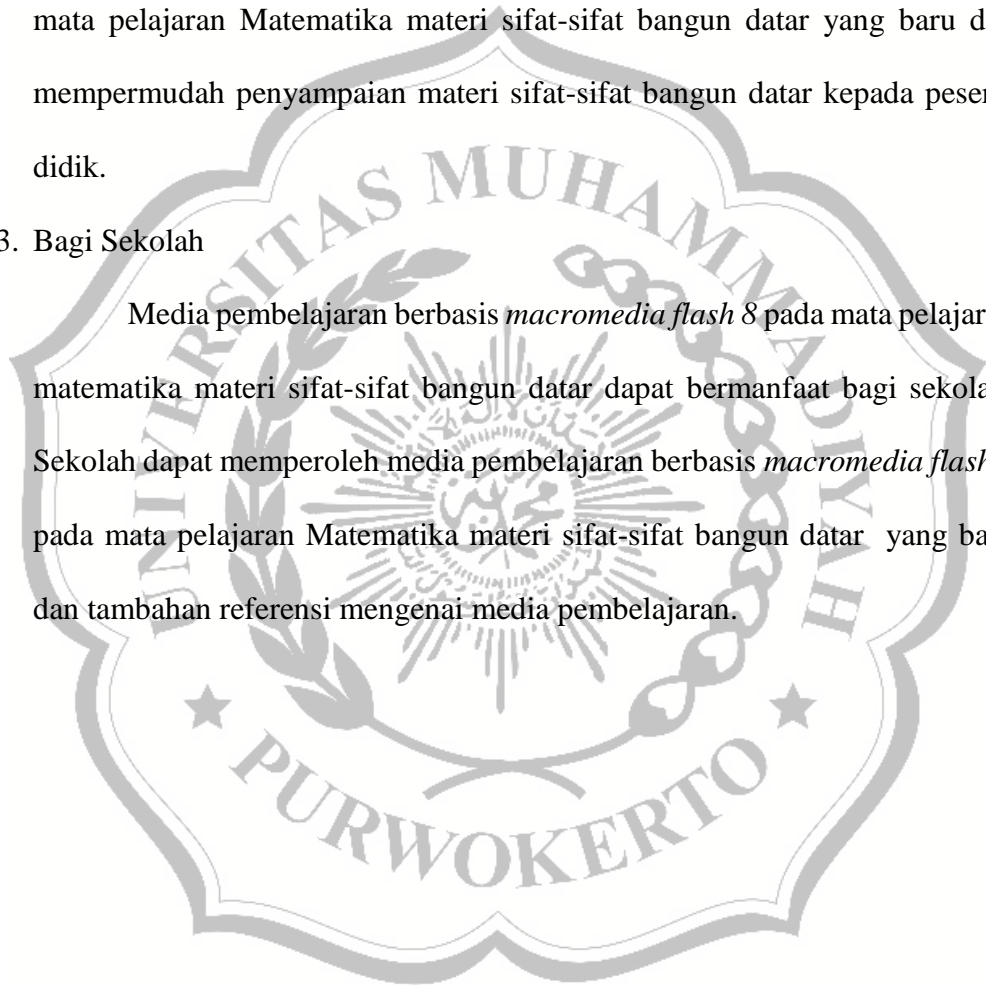 mata pelajaran Matematika materi sifat-sifat bangun datar yang baru d
mempermudah penyampaian materi sifat-sifat bangun datar kepada peser
didik.
3. Bagi Sekolah
Media pembelajaran berbasis macromedia flash 8 pada mata pelajar
matematika materi sifat-sifat bangun datar dapat bermanfaat bagi sekola
Sekolah dapat memperoleh media pembelajaran berbasis macromedia flash
pada mata pelajaran Matematika materi sifat-sifat bangun datar yang ba
dan tambahan referensi mengenai media pembelajaran.
UNIVERSITAS MUHAMMADIYAH
PURWOKERTO